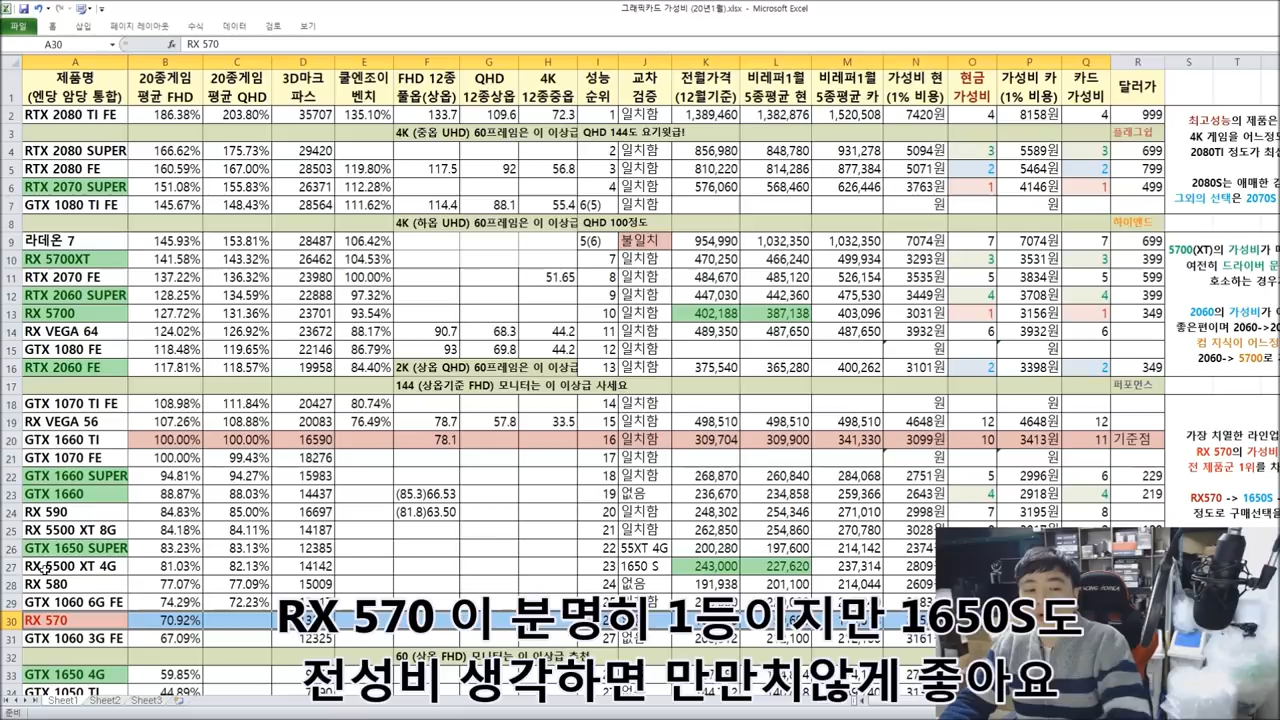 그래픽카드 가성비 (20년1월).xlsx - Microsoft Excel
파일 홈 삽입 페이지 레이아웃 수식 데이터 검토 보기
A30 fx RX 570
A B C D E F G H I J K L M N O P Q R S T U
제품명 20종게임 20종게임 3D마크 쿨엔조이 FHD 12종 QHD 4K 성능 교차 전월가격 비레퍼1월 비레퍼1월 가성비 현 현금 가성비 카 카드 달러가
1 (엔당 암당 통합) 평균 FHD 평균 QHD 파스 벤치 풀옵(상옵) 12종상옵 12종중옵 순위 검증 (12월기준) 5종평균 현 5종평균 카 (1% 비용) 가성비 (1% 비용) 가성비
2 RTX 2080 TI FE 186.38% 203.80% 35707 135.10% 133.7 109.6 72.3 1 일치함 1,389,460 1,382,876 1,520,508 7420원 4 8158원 4 999
3 4K (중옵 UHD) 60프레임은 이 이상급 QHD 144도 요기윗급! 플래그쉽
4 RTX 2080 SUPER 166.62% 175.73% 29420 2 일치함 856,980 848,780 931,278 5094원 3 5589원 3 699
5 RTX 2080 FE 160.59% 167.00% 28583 119.80% 117.5 92 56.8 3 일치함 810,220 814,286 877,384 5071원 2 5464원 2 799
6 RTX 2070 SUPER 151.08% 155.83% 26371 112.28% 4 일치함 576,060 568,460 626,446 3763원 1 4146원 1 499
7 GTX 1080 TI FE 145.67% 148.43% 28564 111.62% 114.4 88.1 55.4 6(5) 일치함 원 원
8 4K (하옵 UHD) 60프레임은 이 이상급 QHD 100정도 하이엔드
9 라데온 7 145.93% 153.81% 28487 106.42% 5(6) 불일치 954,990 1,032,350 1,032,350 7074원 7 7074원 7 699
10 RX 5700XT 141.58% 143.32% 26462 104.53% 7 일치함 470,250 466,240 499,994 3293원 3 3531원 3 399
11 RTX 2070 FE 137.22% 136.32% 23980 100.00% 51.65 8 일치함 484,670 485,120 526,154 3535원 5 3834원 5 599
12 RTX 2060 SUPER 128.25% 134.59% 22888 97.32% 9 일치함 447,030 442,360 475,530 3449원 4 3708원 4 399
13 RX 5700 127.72% 131.36% 23701 93.54% 10 일치함 402,188 387,138 403,096 3031원 1 3156원 1 349
14 RX VEGA 64 124.02% 126.92% 23672 88.17% 90.7 68.3 44.2 11 일치함 489,350 487,650 487,650 3932원 6 3932원 6
15 GTX 1080 FE 118.48% 119.65% 22146 86.79% 93 69.8 44.2 12 일치함 원 원
16 RTX 2060 FE 117.81% 118.57% 19958 84.40% 2K (상옵 QHD) 60프레임은 이 이상급 13 일치함 375,540 365,280 400,262 3101원 2 3398원 2 349
17 144 (상옵기준 FHD) 모니터는 이 이상급 사세요 퍼포먼스
18 GTX 1070 TI FE 108.98% 111.84% 20427 80.74% 14 일치함 원 원
19 RX VEGA 56 107.26% 108.88% 20083 76.49% 78.7 57.8 33.5 15 일치함 498,510 498,510 498,510 4648원 12 4648원 12
20 GTX 1660 TI 100.00% 100.00% 16590 78.1 16 일치함 309,704 309,900 341,330 3099원 10 3413원 11 기준점
21 GTX 1070 FE 100.00% 99.43% 18276 17 일치함 원 원
22 GTX 1660 SUPER 94.81% 94.27% 15983 18 일치함 268,870 260,840 284,068 2751원 5 2996원 6 229
23 GTX 1660 88.87% 88.03% 14437 (85.3)66.53 19 없음 236,670 234,858 259,366 2643원 4 2918원 4 219
24 RX 590 84.83% 85.00% 16697 (81.8)63.50 20 일치함 248,302 254,346 271,010 2998원 7 3195원 8
25 RX 5500 XT 8G 84.18% 84.11% 14187 21 일치함 262,850 254,860 270,780 3028원
26 GTX 1650 SUPER 83.23% 82.13% 12385 22 55XT 4G 200,280 197,600 214,142 2374원
27 RX 5500 XT 4G 81.03% 82.13% 14142 23 1650 S 243,000 227,620 237,314 2809원
28 RX 580 77.07% 77.09% 15009 24 없음 191,938 201,100 214,044 2609원
29 GTX 1060 6G FE 74.29% 72.23%
30 RX 570 70.92%
31 GTX 1060 3G FE 67.09% 12325 27 없음
32 60 (상옵 FHD) 모니터는 이 이상급 추천
33 GTX 1650 4G 59.85%
34 GTX 1050 TI 44.89%
최고성능의 제품은
4K 게임을 어느정
2080TI 정도가 최선
2080S는 애매한
그외의 선택은 2070S
5700(XT)의 가성비가
여전히 드라이버 문
호소하는 경우
2060의 가성비가
좋은편이며 2060->20
컴 지식이 어느정
2060-> 5700로
가장 치열한 라인업
RX 570의 가성비
전 제품군 1위를 차
RX570 -> 1650S
정도로 구매선택을
RX 570 이 분명히 1등이지만 1650S도
전성비 생각하면 만만치않게 좋아요
Sheet1 Sheet2 Sheet3
준비